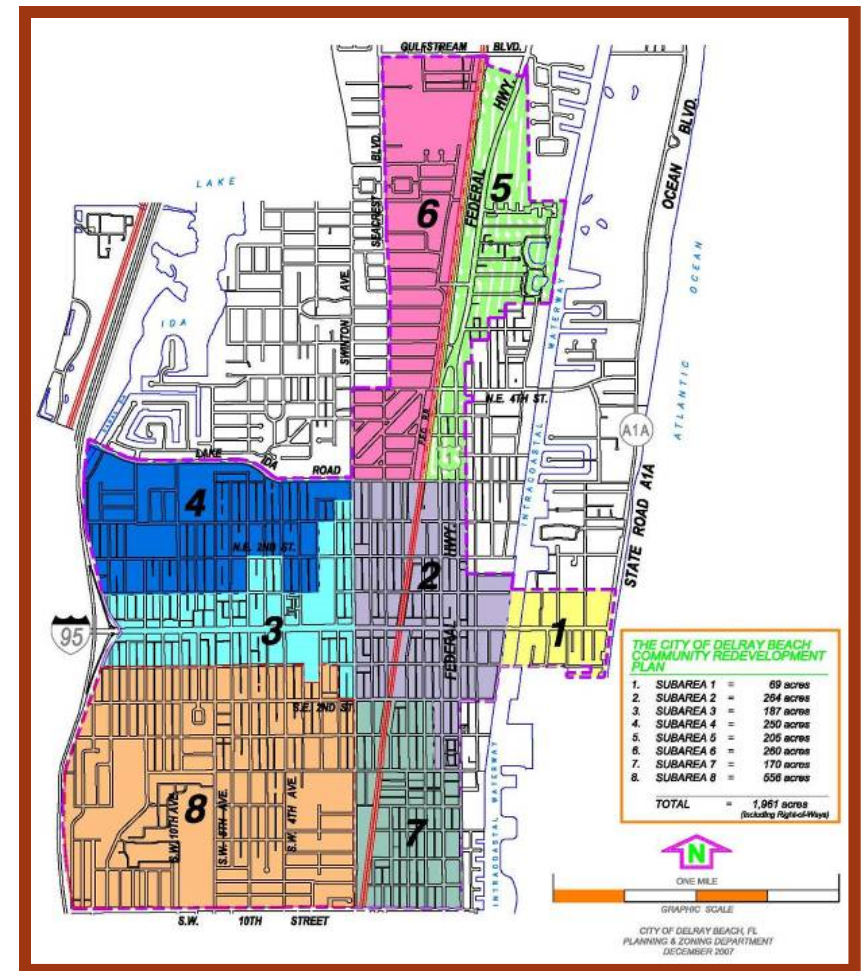 GULFSTREAM BLVD.
HWY.
FEDERAL
5
OCEAN BLVD.
SEACREST BLVD.
6
LAKE
IDA
SWINTON AVE.
ATLANTIC OCEAN
INTRACOASTAL WATERWAY
N.E. 4TH ST.
F.E.C. R.R.
A1A
STATE ROAD A1A
LAKE IDA ROAD
4
N.E. 2ND ST.
2
FEDERAL HWY.
3
95
1
S.E. 2ND ST.
8
S.W. 10TH AVE.
S.W. 4TH AVE.
7
INTRACOASTAL WATERWAY
S.W. 10TH STREET
THE CITY OF DELRAY BEACH
COMMUNITY REDEVELOPMENT
PLAN
1. SUBAREA 1 = 69 acres
2. SUBAREA 2 = 264 acres
3. SUBAREA 3 = 187 acres
4. SUBAREA 4 = 250 acres
5. SUBAREA 5 = 205 acres
6. SUBAREA 6 = 260 acres
7. SUBAREA 7 = 170 acres
8. SUBAREA 8 = 556 acres
TOTAL = 1,961 acres
(Including Right-of-Ways)
N
ONE MILE
GRAPHIC SCALE
CITY OF DELRAY BEACH, FL
PLANNING & ZONING DEPARTMENT
DECEMBER 2007